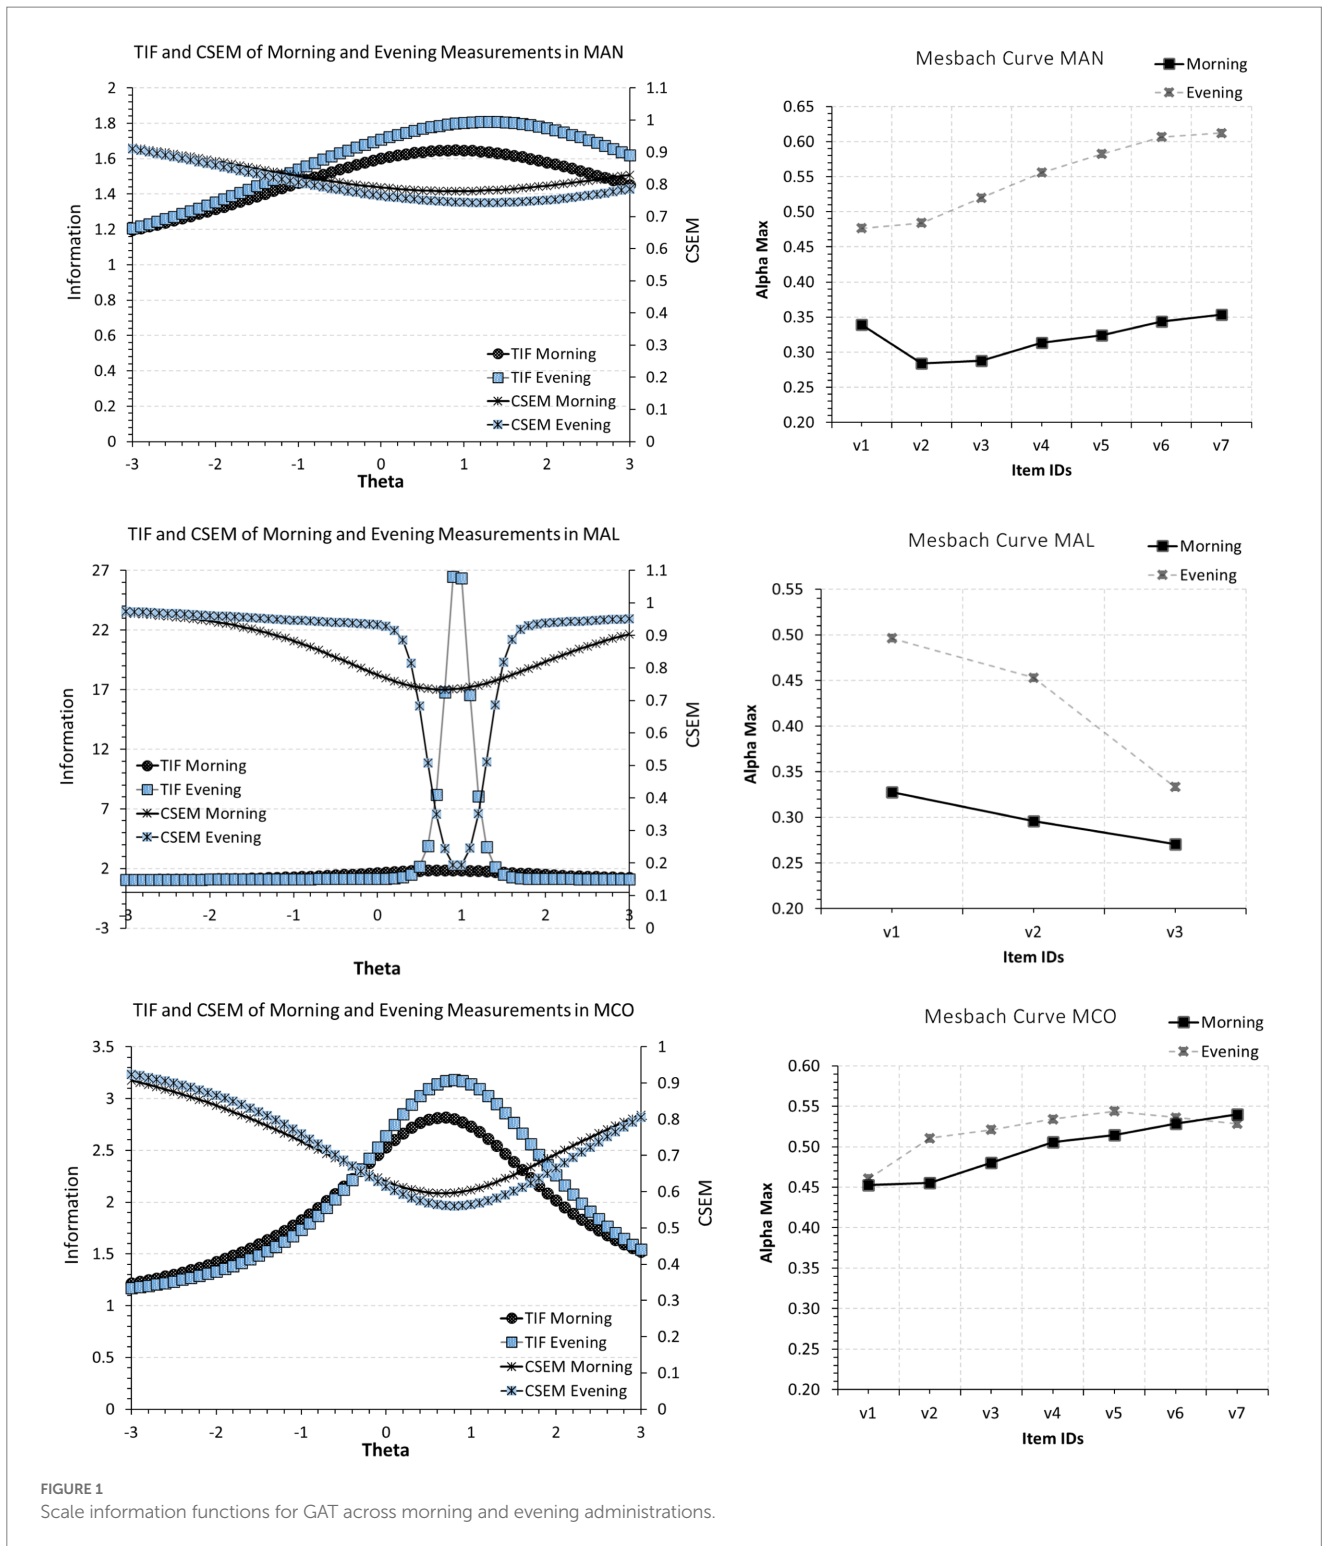 TIF and CSEM of Morning and Evening Measurements in MAN
2
1.8
1.6
1.4
1.2
1
0.8
0.6
0.4
0.2
0
Information
1.1
1
0.9
0.8
0.7
0.6
0.5
0.4
0.3
0.2
0.1
0
CSEM
TIF Morning
TIF Evening
CSEM Morning
CSEM Evening
-3 -2 -1 0 1 2 3
Theta
Mesbach Curve MAN
Morning
Evening
0.65
0.60
0.55
0.50
0.45
0.40
0.35
0.30
0.25
0.20
Alpha Max
v1 v2 v3 v4 v5 v6 v7
Item IDs
TIF and CSEM of Morning and Evening Measurements in MAL
27
22
17
12
7
2
-3
Information
1.1
1
0.9
0.8
0.7
0.6
0.5
0.4
0.3
0.2
0.1
0
CSEM
TIF Morning
TIF Evening
CSEM Morning
CSEM Evening
-3 -2 -1 0 1 2 3
Theta
Mesbach Curve MAL
Morning
Evening
0.55
0.50
0.45
0.40
0.35
0.30
0.25
0.20
Alpha Max
v1 v2 v3
Item IDs
TIF and CSEM of Morning and Evening Measurements in MCO
3.5
3
2.5
2
1.5
1
0.5
0
Information
1
0.9
0.8
0.7
0.6
0.5
0.4
0.3
0.2
0.1
0
CSEM
TIF Morning
TIF Evening
CSEM Morning
CSEM Evening
-3 -2 -1 0 1 2 3
Theta
Mesbach Curve MCO
Morning
Evening
0.60
0.55
0.50
0.45
0.40
0.35
0.30
0.25
0.20
Alpha Max
v1 v2 v3 v4 v5 v6 v7
Item IDs
FIGURE 1
Scale information functions for GAT across morning and evening administrations.